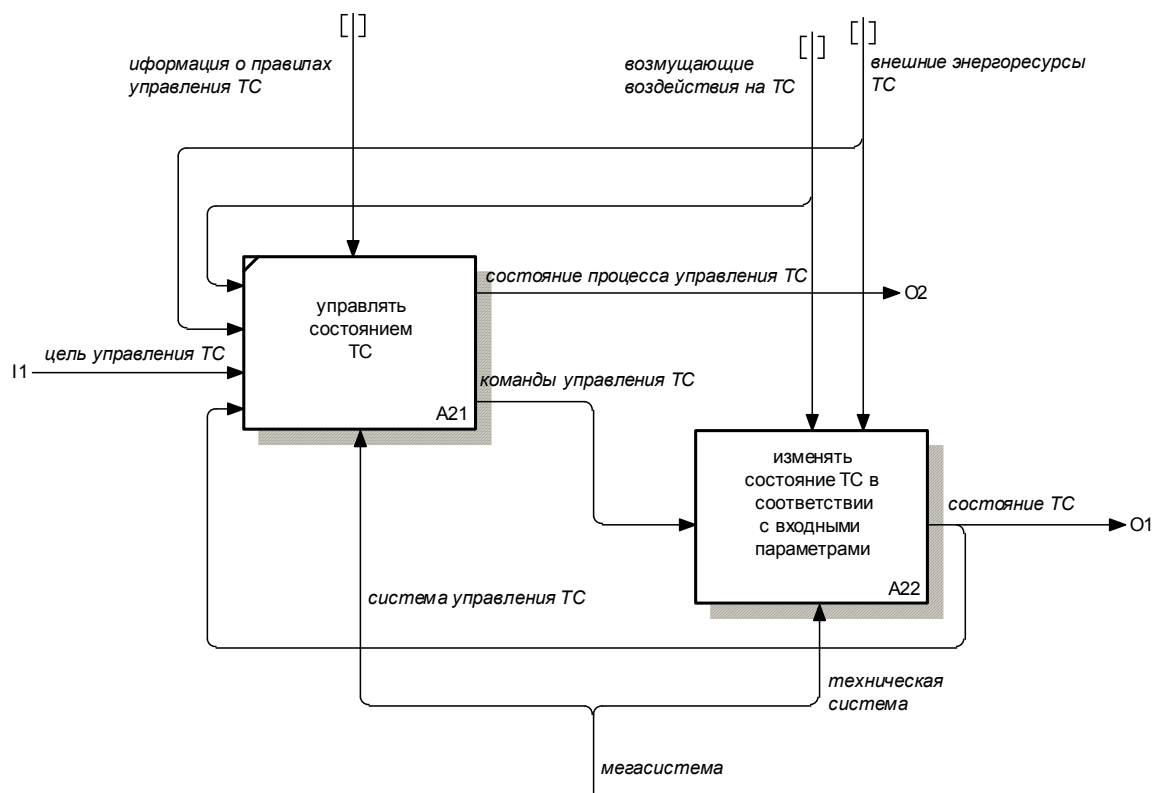 иформация о правилах
управления ТС
возмущающие
воздействия на ТС
внешние энергоресурсы
ТС
состояние процесса управления ТС
O2
управлять
состоянием
ТС
A21
I1
цель управления ТС
команды управления ТС
изменять
состояние ТС в
соответствии
с входными
параметрами
A22
состояние ТС
O1
система управления ТС
техническая
система
мегасистема